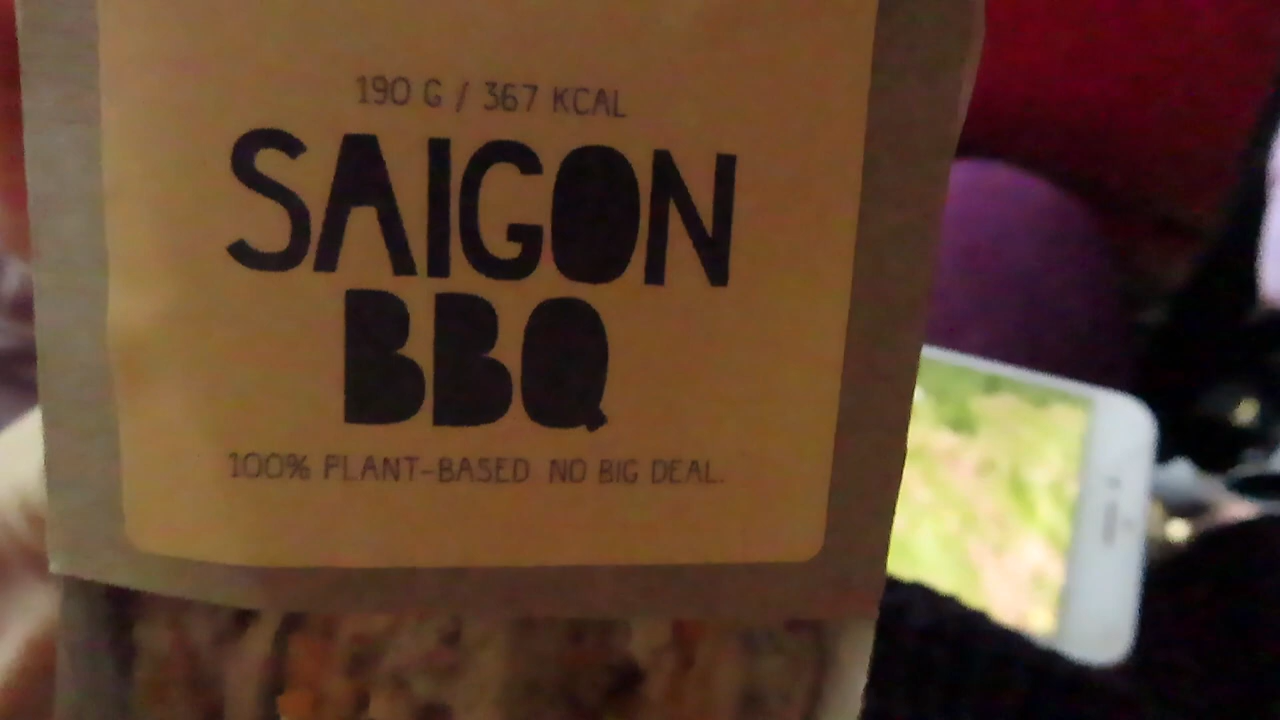 190 G / 367 KCAL
SAIGON
BBQ
100% PLANT-BASED NO BIG DEAL.